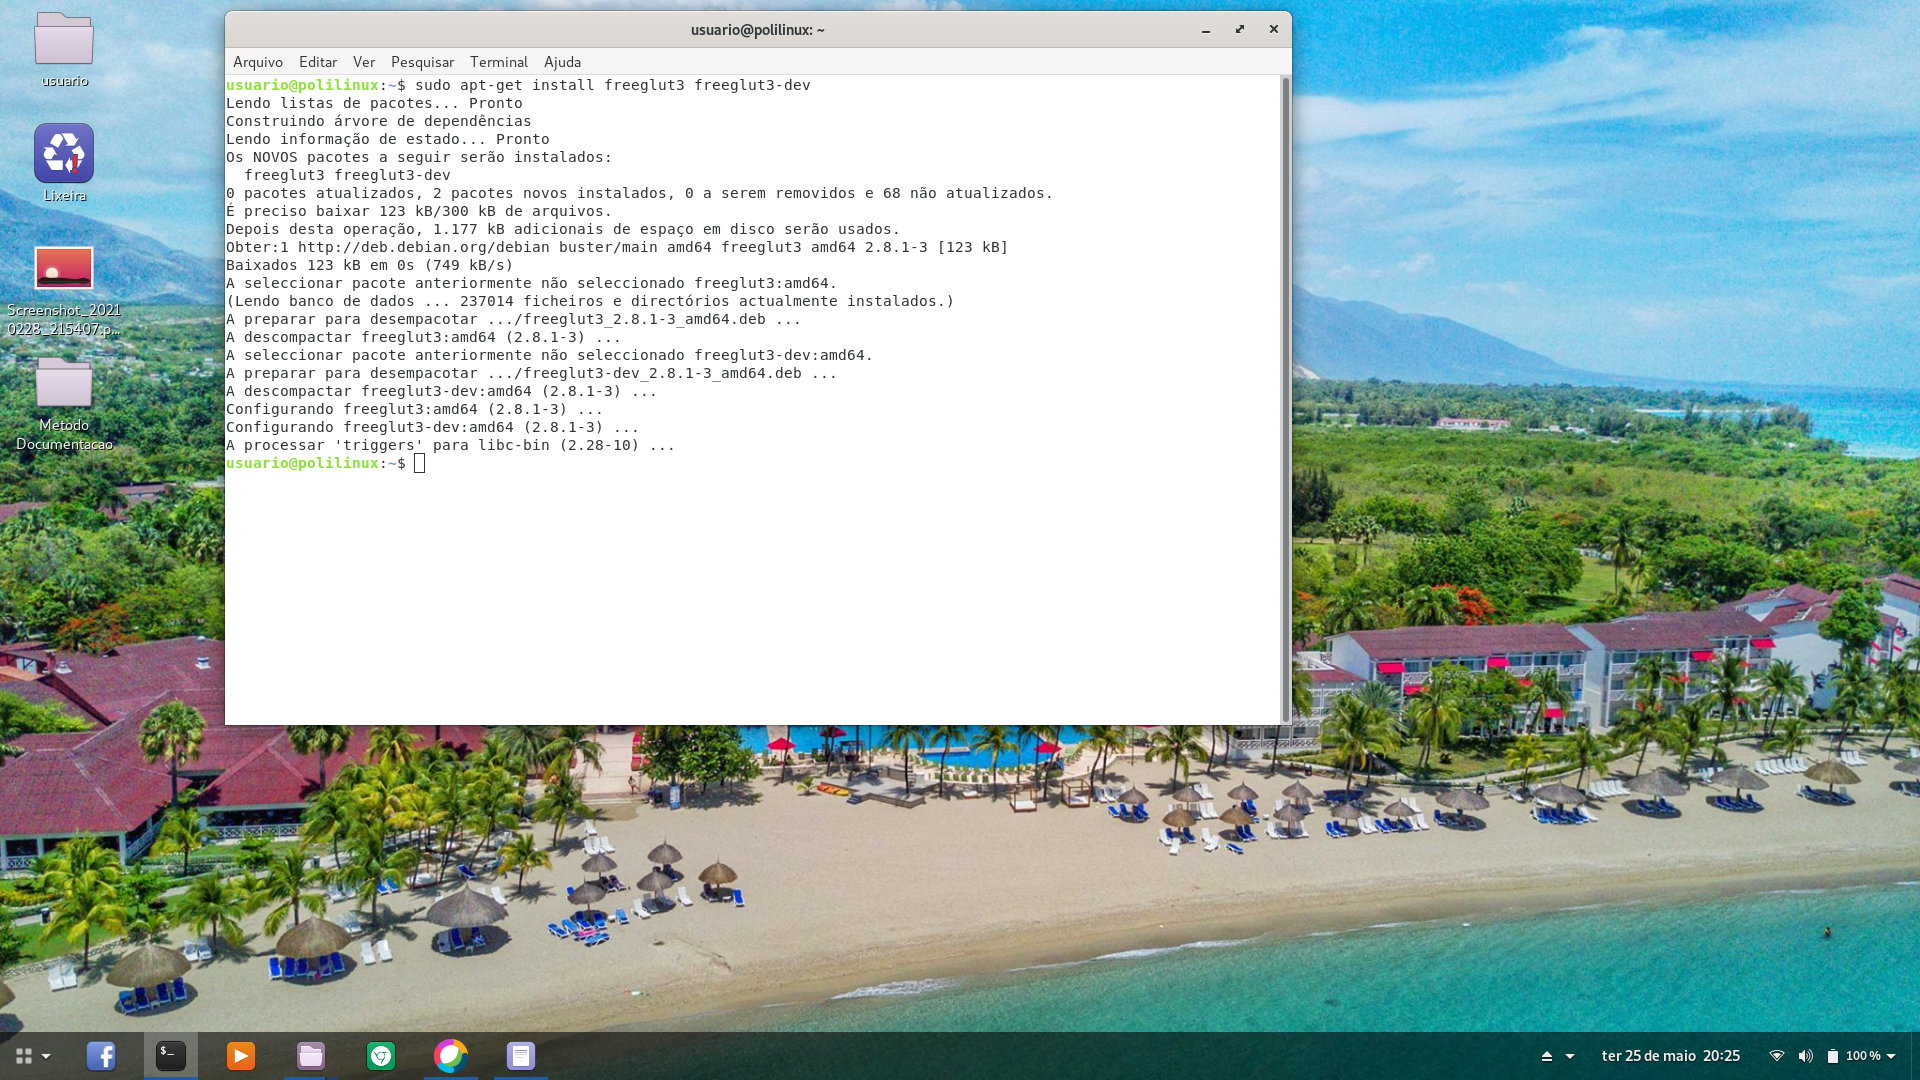 usuario
Lixeira
Screenshot_2021
0228_215407.p...
Metodo
Documentacao
usuario@polilinux: ~
Arquivo Editar Ver Pesquisar Terminal Ajuda
usuario@polilinux:~$ sudo apt-get install freeglut3 freeglut3-dev
Lendo listas de pacotes... Pronto
Construindo árvore de dependências
Lendo informação de estado... Pronto
Os NOVOS pacotes a seguir serão instalados:
  freeglut3 freeglut3-dev
0 pacotes atualizados, 2 pacotes novos instalados, 0 a serem removidos e 68 não atualizados.
É preciso baixar 123 kB/300 kB de arquivos.
Depois desta operação, 1.177 kB adicionais de espaço em disco serão usados.
Obter:1 http://deb.debian.org/debian buster/main amd64 freeglut3 amd64 2.8.1-3 [123 kB]
Baixados 123 kB em 0s (749 kB/s)
A seleccionar pacote anteriormente não seleccionado freeglut3:amd64.
(Lendo banco de dados ... 237014 ficheiros e directórios actualmente instalados.)
A preparar para desempacotar .../freeglut3_2.8.1-3_amd64.deb ...
A descompactar freeglut3:amd64 (2.8.1-3) ...
A seleccionar pacote anteriormente não seleccionado freeglut3-dev:amd64.
A preparar para desempacotar .../freeglut3-dev_2.8.1-3_amd64.deb ...
A descompactar freeglut3-dev:amd64 (2.8.1-3) ...
Configurando freeglut3:amd64 (2.8.1-3) ...
Configurando freeglut3-dev:amd64 (2.8.1-3) ...
A processar 'triggers' para libc-bin (2.28-10) ...
usuario@polilinux:~$
ter 25 de maio 20:25 100 %